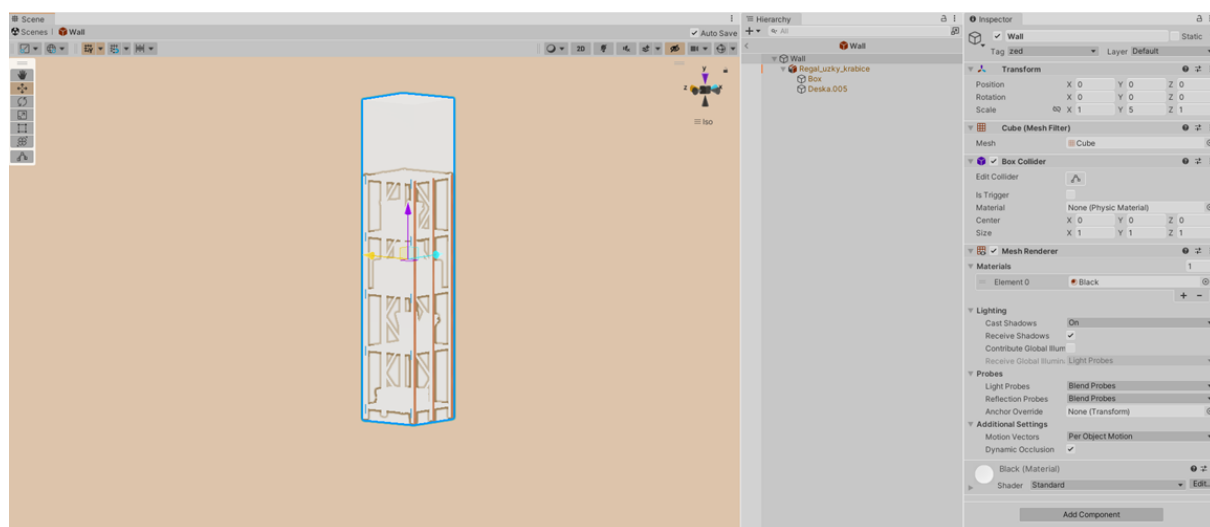 Scene
Scenes | Wall
Auto Save
2D
y
z x
Iso
Hierarchy
All
Wall
Wall
Regal_uzky_krabice
Box
Deska.005
Inspector
Wall
Static
Tag zed Layer Default
Transform
Position X 0 Y 0 Z 0
Rotation X 0 Y 0 Z 0
Scale X 1 Y 5 Z 1
Cube (Mesh Filter)
Mesh Cube
Box Collider
Edit Collider
Is Trigger
Material None (Physic Material)
Center X 0 Y 0 Z 0
Size X 1 Y 1 Z 1
Mesh Renderer
Materials 1
Element 0 Black
+ −
Lighting
Cast Shadows On
Receive Shadows
Contribute Global Illum
Receive Global Illumin Light Probes
Probes
Light Probes Blend Probes
Reflection Probes Blend Probes
Anchor Override None (Transform)
Additional Settings
Motion Vectors Per Object Motion
Dynamic Occlusion
Black (Material)
Shader Standard Edit...
Add Component